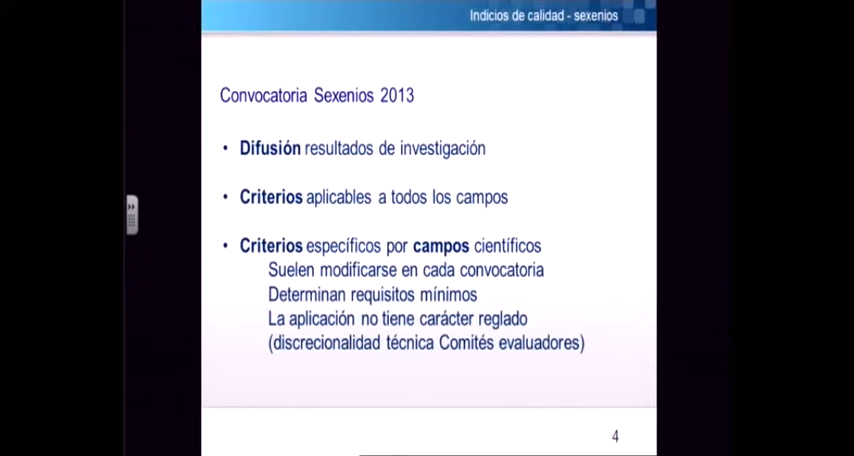 Indicios de calidad - sexenios
Convocatoria Sexenios 2013
• Difusión resultados de investigación
• Criterios aplicables a todos los campos
• Criterios específicos por campos científicos
Suelen modificarse en cada convocatoria
Determinan requisitos mínimos
La aplicación no tiene carácter reglado
(discrecionalidad técnica Comités evaluadores)
4